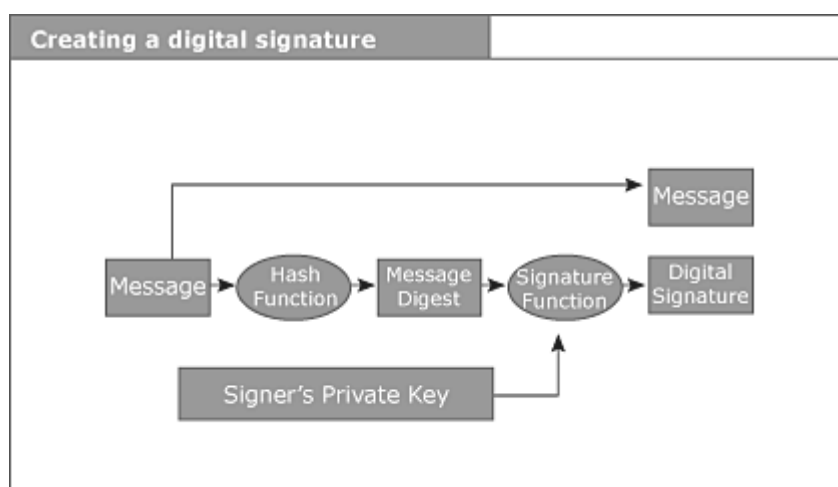 Creating a digital signature
Message
Message
Hash
Function
Message
Digest
Signature
Function
Digital
Signature
Signer's Private Key